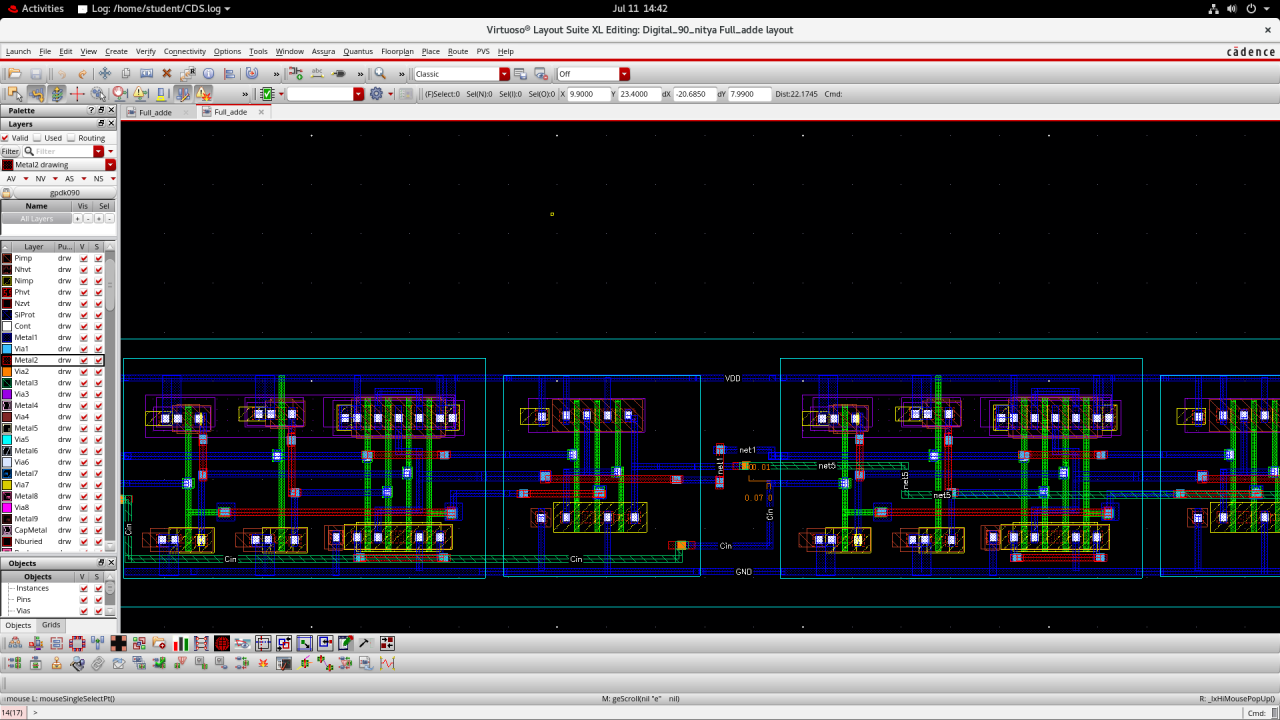 Activities
Log: /home/student/CDS.log
Jul 11 14:42
Virtuoso® Layout Suite XL Editing: Digital_90_nitya Full_adde layout
×
Launch File Edit View Create Verify Connectivity Options Tools Window Assura Quantus Floorplan Place Route PVS Help
cādence
»
»
Classic
Off
»
(F)Select:0 Sel(N):0 Sel(I):0 Sel(O):0 X 9.9000 Y 23.4000 dX -20.6850 dY 7.9900 Dist:22.1745 Cmd:
Palette
Full_adde
Full_adde
Layers
Valid Used Routing
Filter Filter
Metal2 drawing
AV NV AS NS
gpdk090
Name Vis Sel
All Layers + - + -
Layer Pu... V S
Pimp drw
Nhvt drw
Nimp drw
Phvt drw
Nzvt drw
SiProt drw
Cont drw
Metal1 drw
Via1 drw
Metal2 drw
Via2 drw
Metal3 drw
Via3 drw
Metal4 drw
Via4 drw
Metal5 drw
Via5 drw
Metal6 drw
Via6 drw
Metal7 drw
Via7 drw
Metal8 drw
Via8 drw
Metal9 drw
CapMetal drw
Nburied drw
VDD
net1
net1
0.01
net5
net5
net5
0.07
Cin
Cin
Cin
Cin
Cin
GND
Objects
Objects V S
Instances
Pins
Vias
Objects Grids
mouse L: mouseSingleSelectPt()
M: geScroll(nil "e" nil)
R: _lxHiMousePopUp()
14(17) >
Cmd: